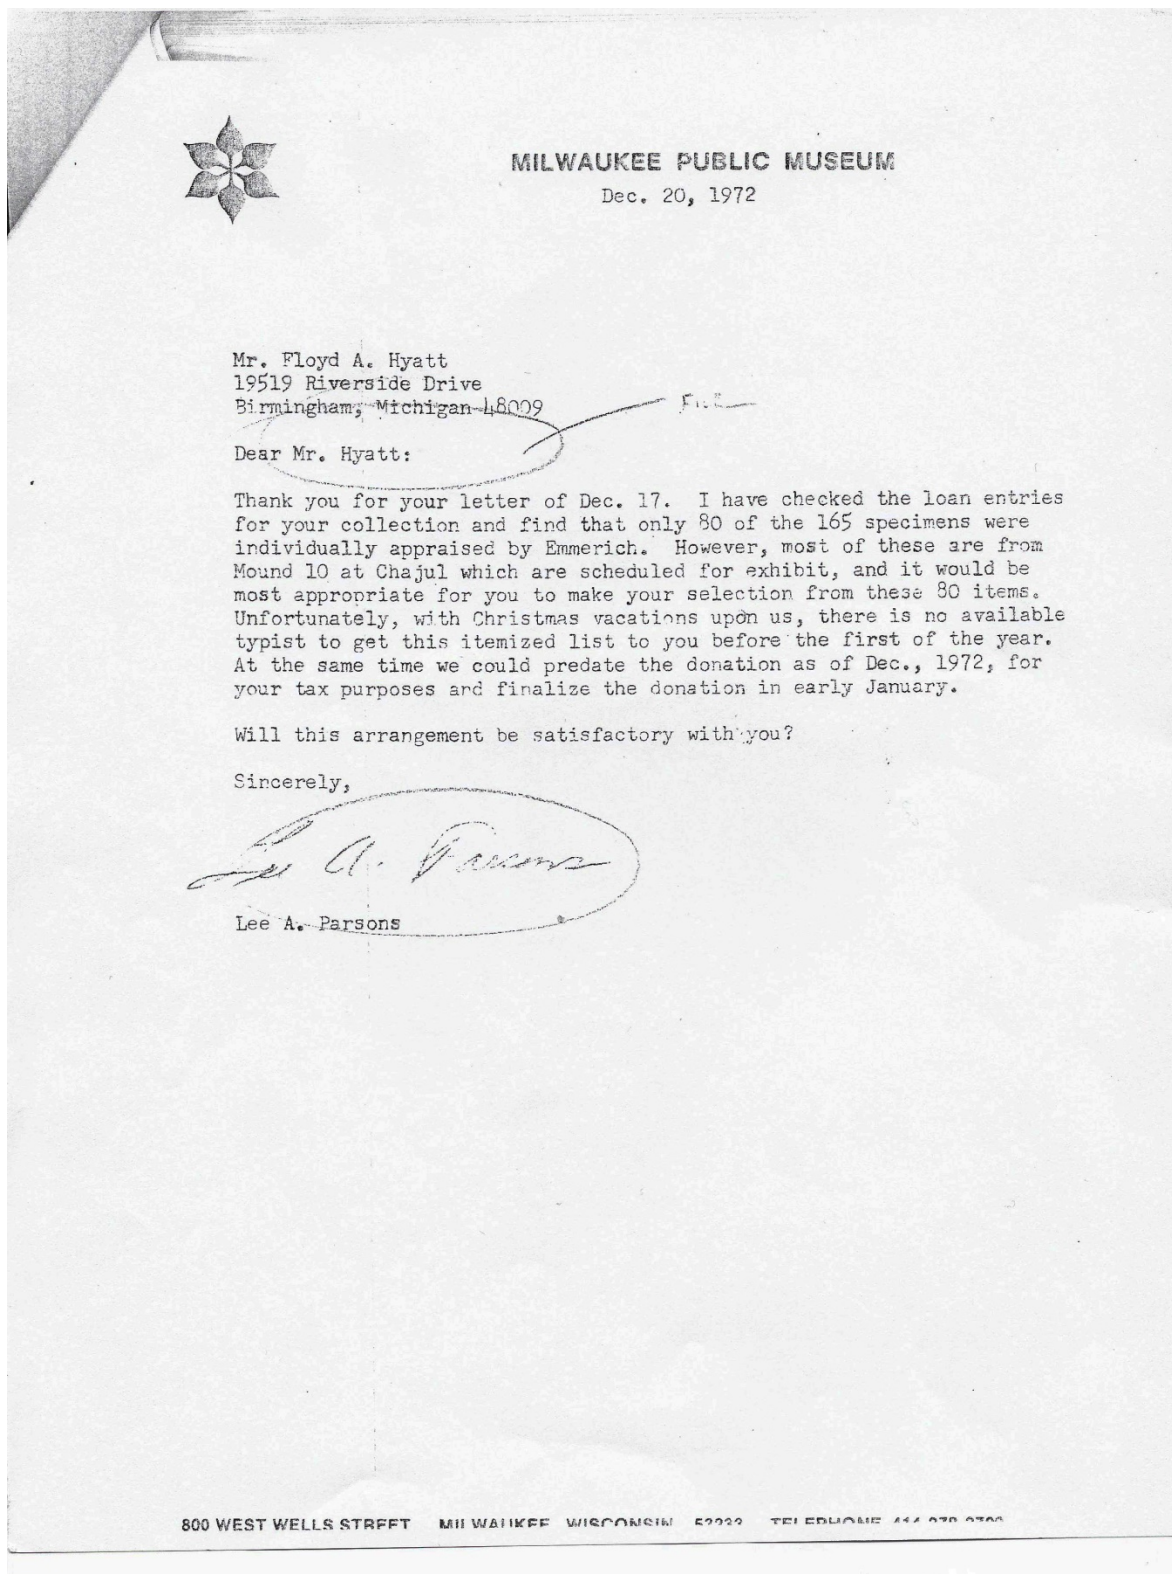 MILWAUKEE PUBLIC MUSEUM
Dec. 20, 1972
Mr. Floyd A. Hyatt
19519 Riverside Drive
Birmingham, Michigan 48009
Dear Mr. Hyatt:
Thank you for your letter of Dec. 17. I have checked the loan entries
for your collection and find that only 80 of the 165 specimens were
individually appraised by Emmerich. However, most of these are from
Mound 10 at Chajul which are scheduled for exhibit, and it would be
most appropriate for you to make your selection from these 80 items.
Unfortunately, with Christmas vacations upon us, there is no available
typist to get this itemized list to you before the first of the year.
At the same time we could predate the donation as of Dec., 1972, for
your tax purposes and finalize the donation in early January.
Will this arrangement be satisfactory with you?
Sincerely,
Lee A. Parsons
Lee A. Parsons
800 WEST WELLS STREET MILWAUKEE WISCONSIN TELEPHONE